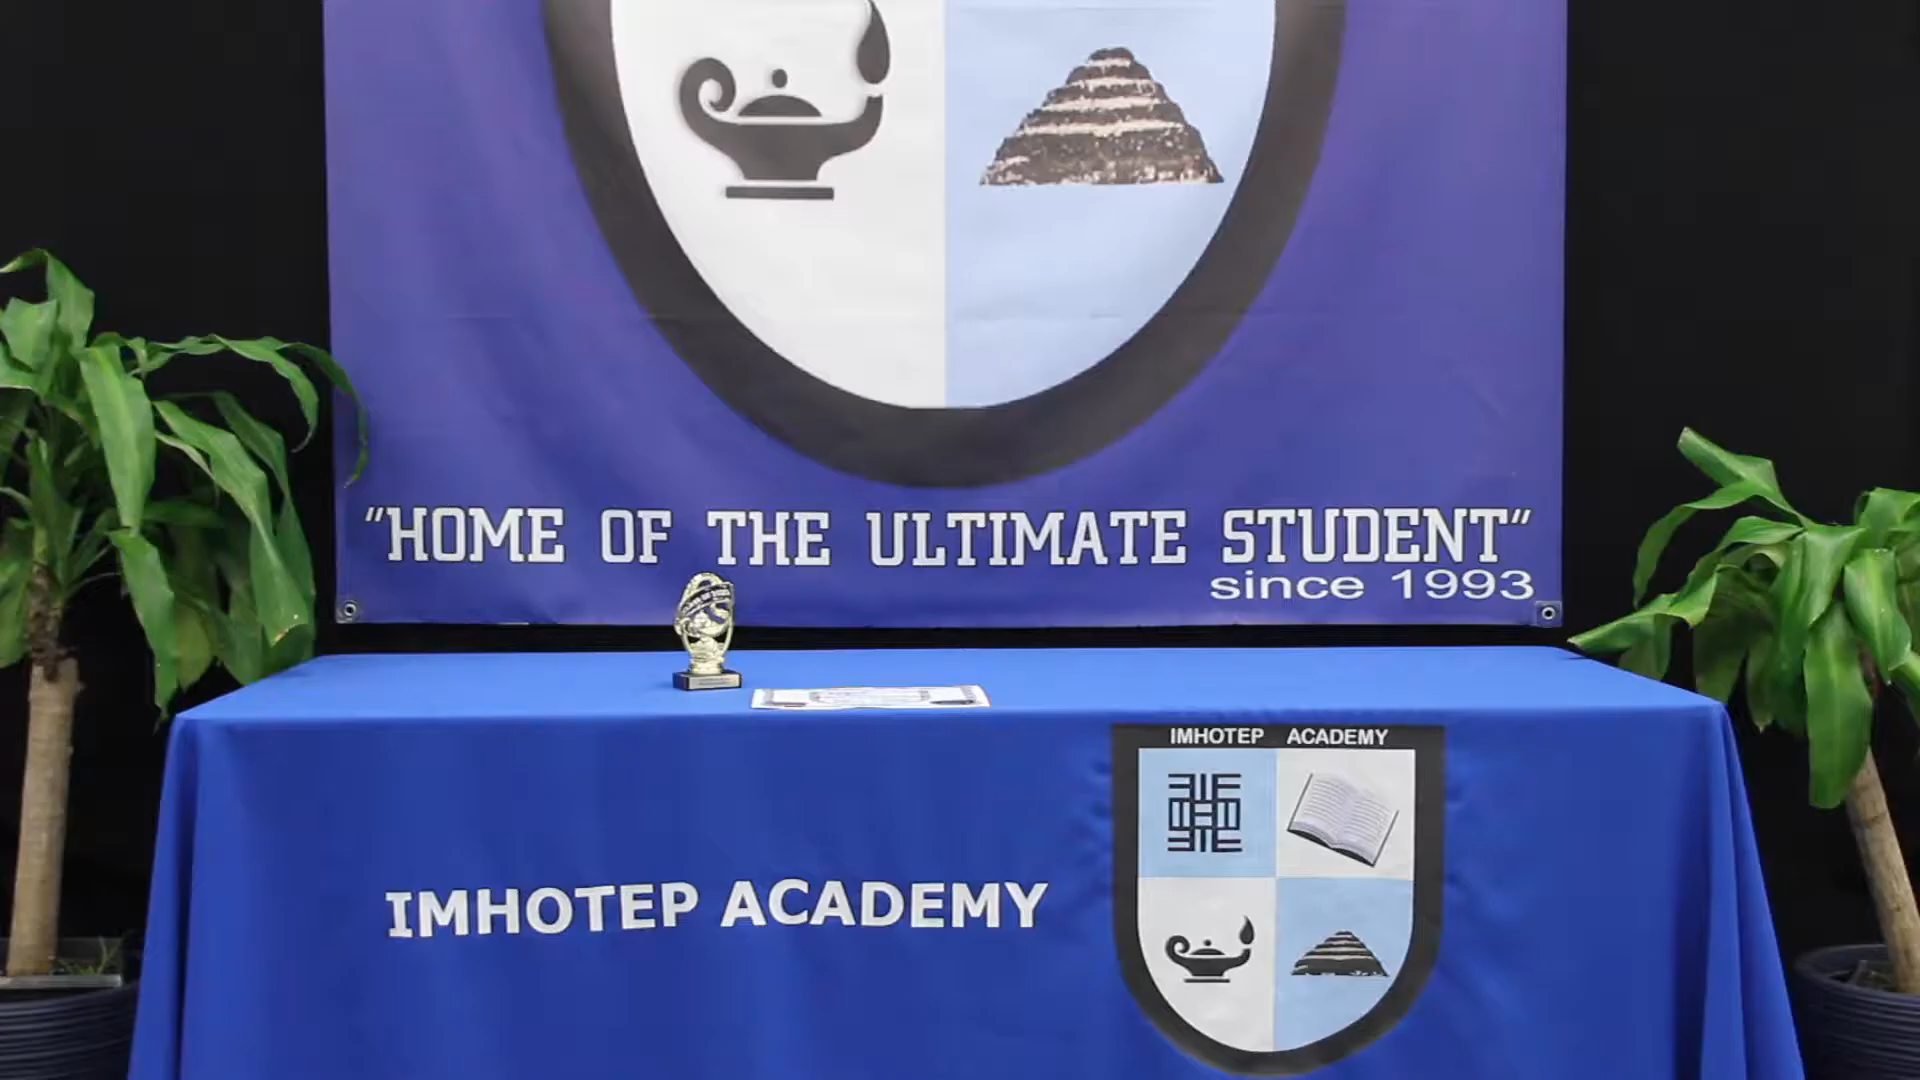 "HOME OF THE ULTIMATE STUDENT"
since 1993
IMHOTEP ACADEMY
IMHOTEP ACADEMY